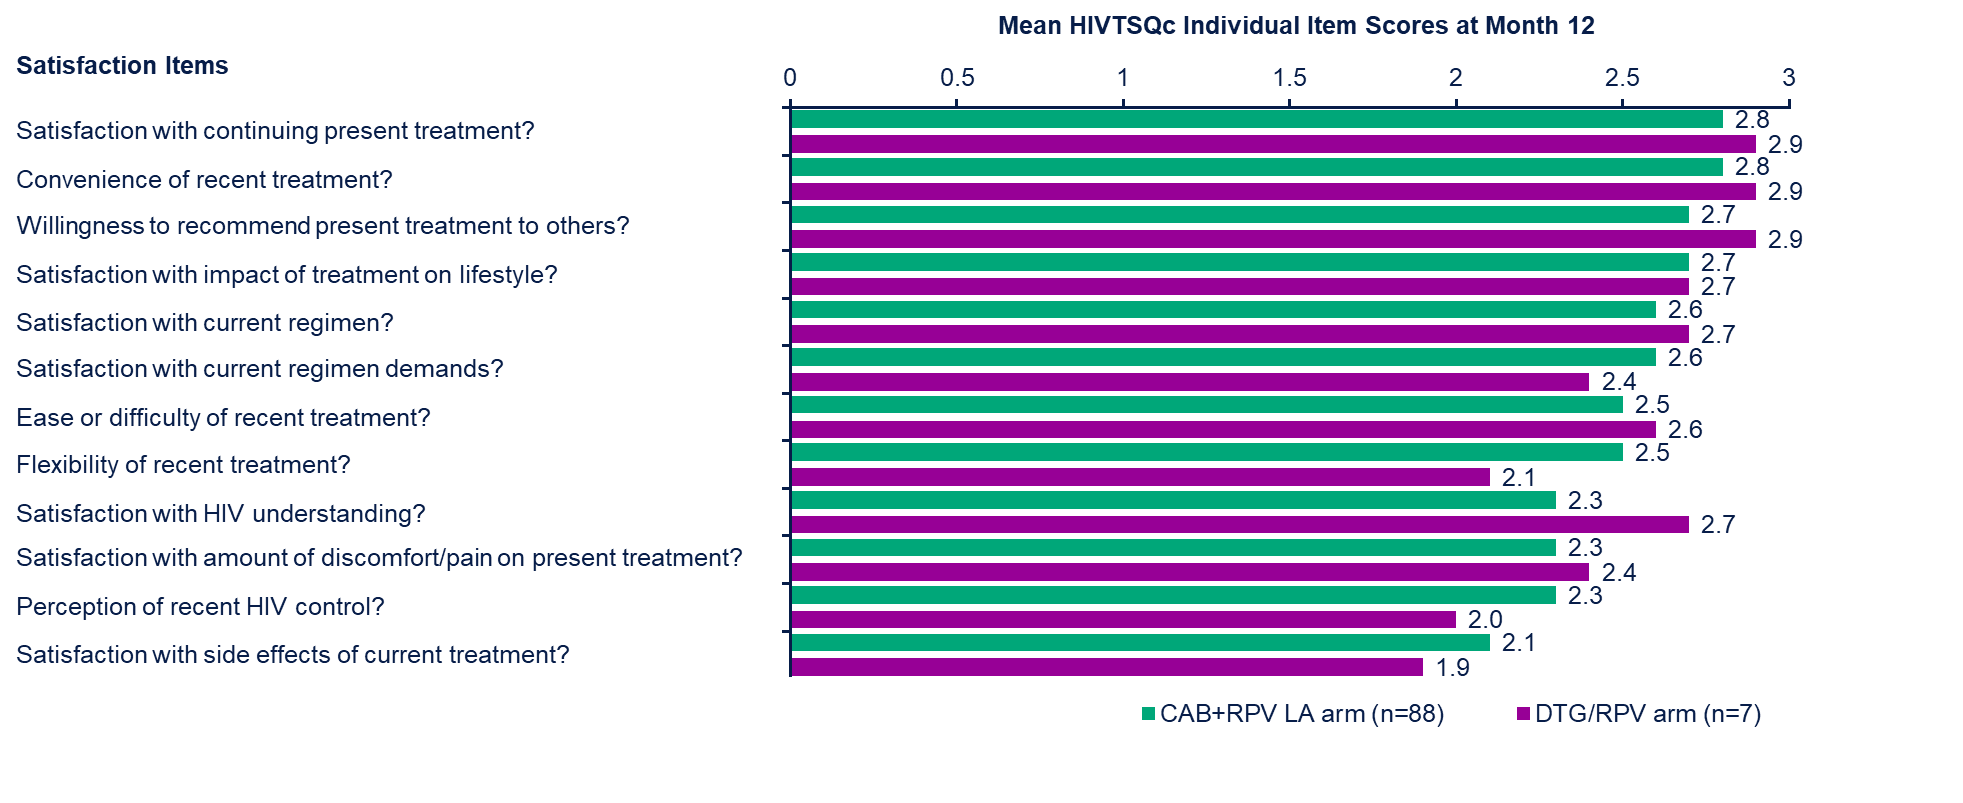 Mean HIVTSQc Individual Item Scores at Month 12
Satisfaction Items
0 0.5 1 1.5 2 2.5 3
Satisfaction with continuing present treatment?
2.8
2.9
Convenience of recent treatment?
2.8
2.9
Willingness to recommend present treatment to others?
2.7
2.9
Satisfaction with impact of treatment on lifestyle?
2.7
2.7
Satisfaction with current regimen?
2.6
2.7
Satisfaction with current regimen demands?
2.6
2.4
Ease or difficulty of recent treatment?
2.5
2.6
Flexibility of recent treatment?
2.5
2.1
Satisfaction with HIV understanding?
2.3
2.7
Satisfaction with amount of discomfort/pain on present treatment?
2.3
2.4
Perception of recent HIV control?
2.3
2.0
Satisfaction with side effects of current treatment?
2.1
1.9
CAB+RPV LA arm (n=88) DTG/RPV arm (n=7)